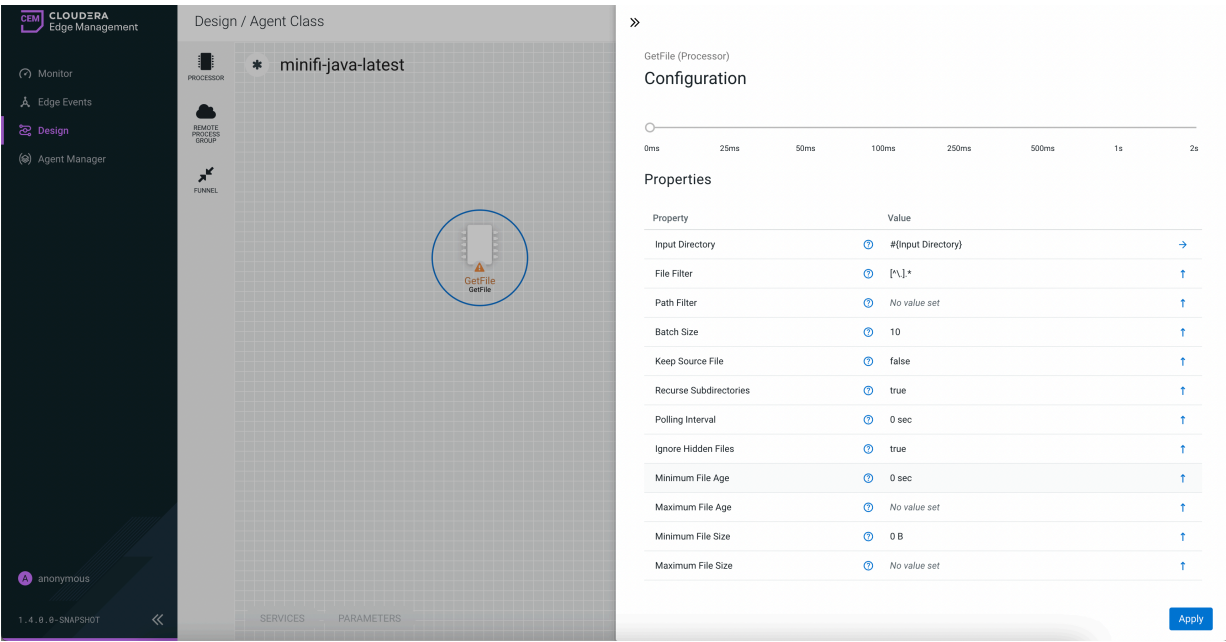 CEM CLOUDERA
Edge Management
Monitor
Edge Events
Design
Agent Manager
A anonymous
1.4.0.0-SNAPSHOT
Design / Agent Class
PROCESSOR
REMOTE
PROCESS
GROUP
FUNNEL
minifi-java-latest
GetFile
GetFile
SERVICES PARAMETERS
GetFile (Processor)
Configuration
0ms 25ms 50ms 100ms 250ms 500ms 1s 2s
Properties
Property Value
Input Directory #{Input Directory}
File Filter [^\.].*
Path Filter No value set
Batch Size 10
Keep Source File false
Recurse Subdirectories true
Polling Interval 0 sec
Ignore Hidden Files true
Minimum File Age 0 sec
Maximum File Age No value set
Minimum File Size 0 B
Maximum File Size No value set
Apply